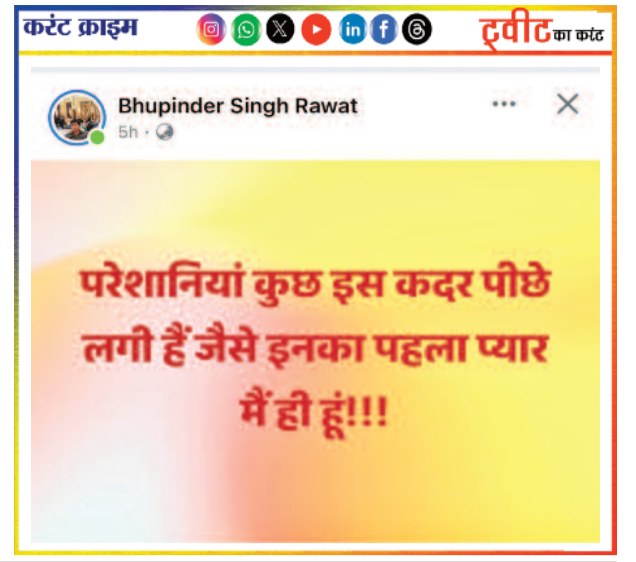 करंट क्राइम
ट्वीट का करंट
Bhupinder Singh Rawat
5h
परेशानियां कुछ इस कदर पीछे
लगी हैं जैसे इनका पहला प्यार
मैं ही हूं!!!